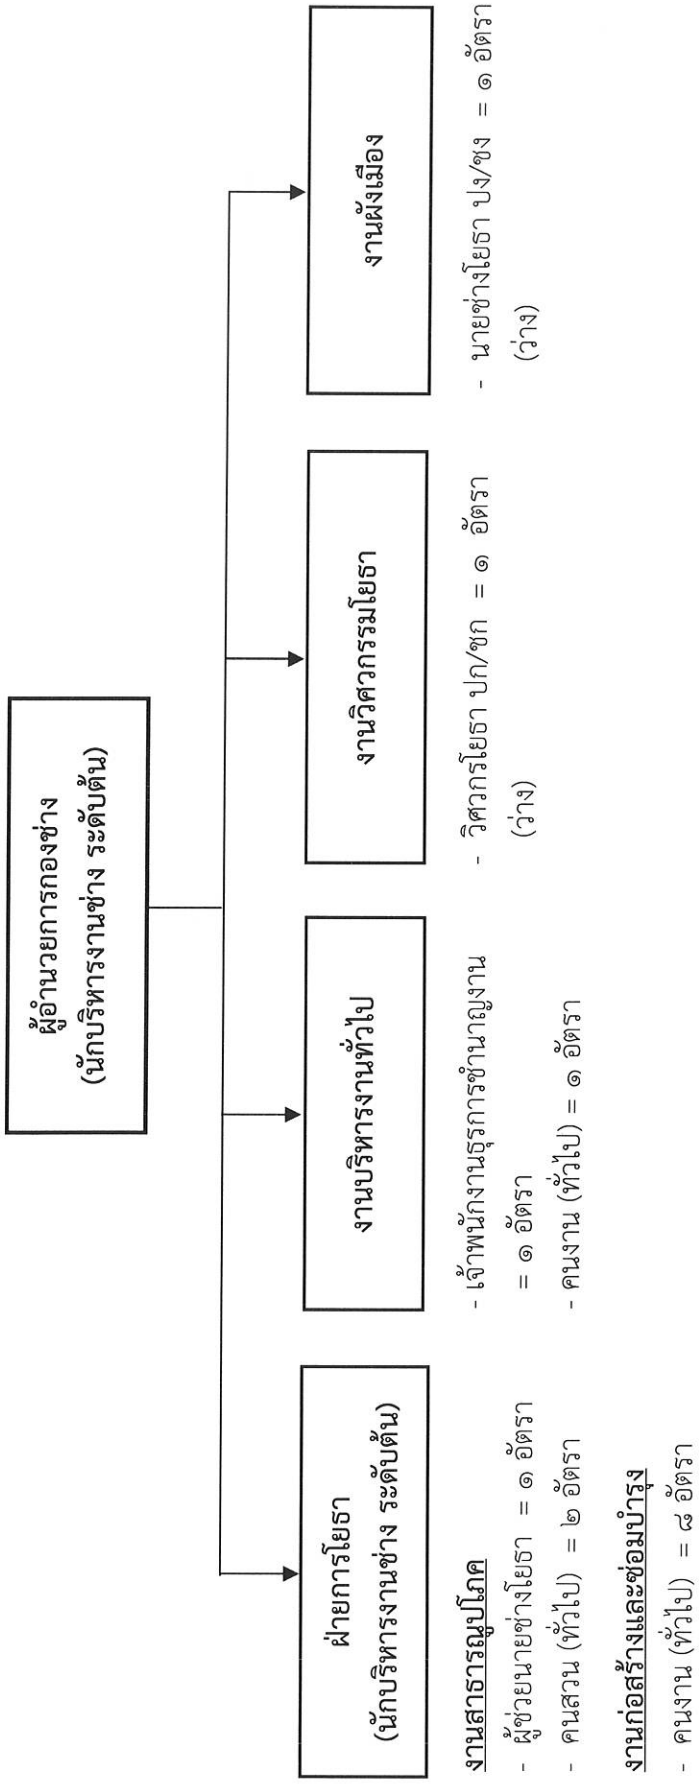 ผู้อำนวยการกองช่าง
(นักบริหารงานช่าง ระดับต้น)
ฝ่ายการโยธา
(นักบริหารงานช่าง ระดับต้น)
งานสาธารณูปโภค
- ผู้ช่วยนายช่างโยธา = ๑ อัตรา
- คนสวน (ทั่วไป) = ๒ อัตรา
งานก่อสร้างและซ่อมบำรุง
- คนงาน (ทั่วไป) = ๘ อัตรา
งานบริหารงานทั่วไป
- เจ้าพนักงานธุรการชำนาญงาน
= ๑ อัตรา
- คนงาน (ทั่วไป) = ๑ อัตรา
งานวิศวกรรมโยธา
- วิศวกรโยธา ปก/ชก = ๑ อัตรา
(ว่าง)
งานผังเมือง
- นายช่างโยธา ปง/ชง = ๑ อัตรา
(ว่าง)